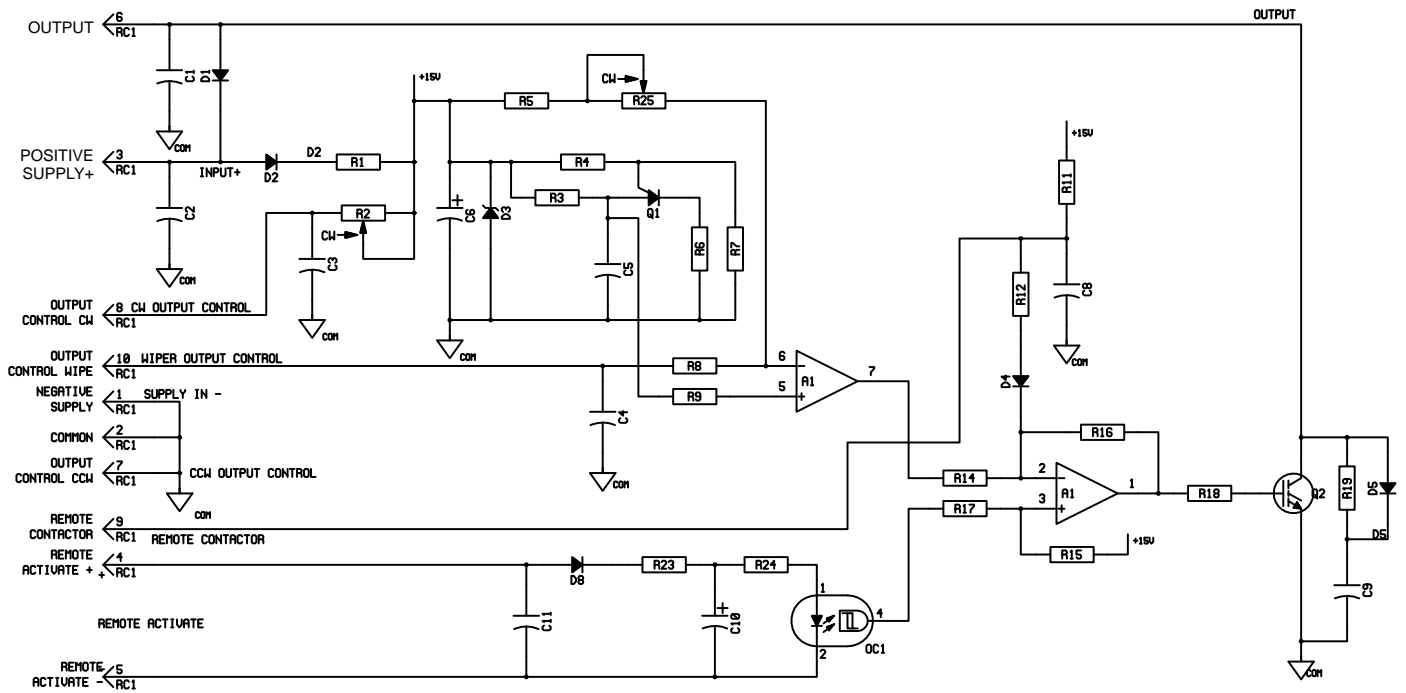 OUTPUT
6
RC1
OUTPUT
C1
D1
COM
+15V
R5
CW
R25
POSITIVE
SUPPLY+
3
RC1
INPUT+
D2
D2
R1
C2
COM
R2
CW
C3
COM
C6
+
D3
R4
R3
Q1
C5
R6
R7
COM
+15V
R11
R12
C8
COM
D4
OUTPUT
CONTROL CW
8 CW OUTPUT CONTROL
RC1
OUTPUT
CONTROL WIPE
10 WIPER OUTPUT CONTROL
RC1
R8
R9
6
5
-
+
A1
7
C4
COM
NEGATIVE
SUPPLY
1 SUPPLY IN -
RC1
COMMON
2
RC1
OUTPUT
CONTROL CCW
7
RC1
CCW OUTPUT CONTROL
COM
R16
R14
R17
2
3
-
+
A1
1
R15
+15V
R18
Q2
R19
D5
D5
C9
COM
REMOTE
CONTACTOR
9
RC1
REMOTE CONTACTOR
REMOTE
ACTIVATE +
+
4
RC1
D8
R23
R24
C11
+
C10
1
2
4
OC1
REMOTE ACTIVATE
REMOTE
ACTIVATE -
-
5
RC1